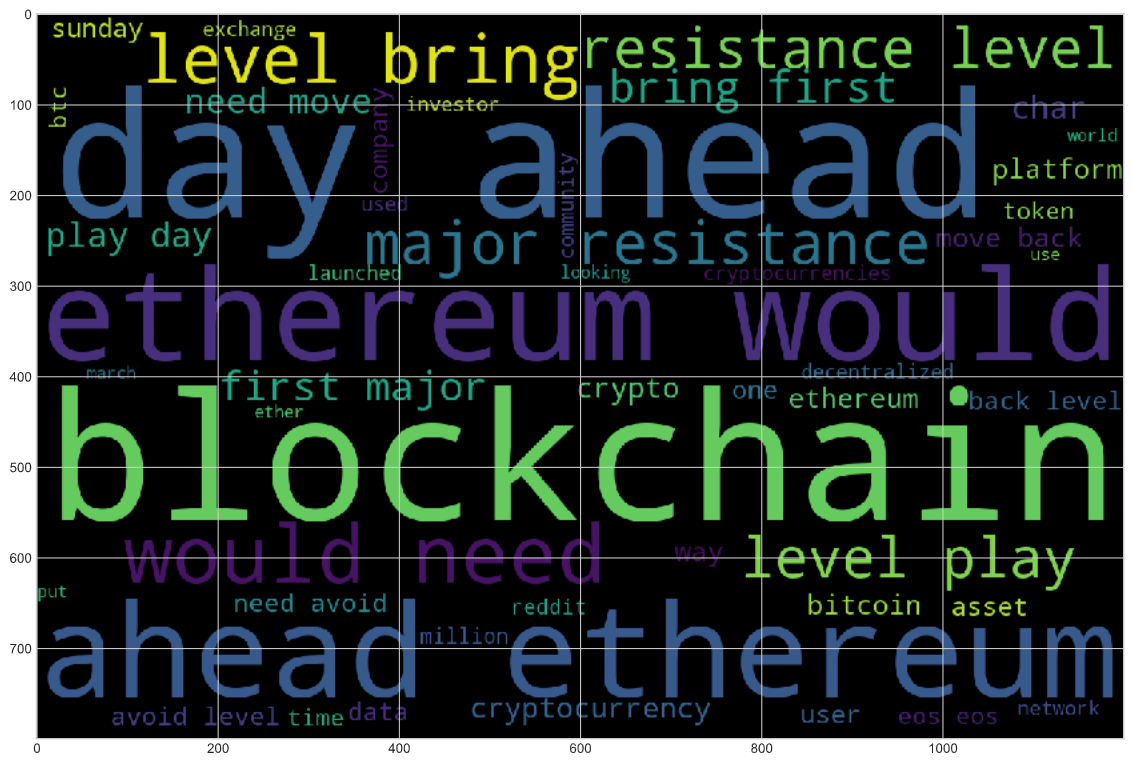 0
sunday
exchange
level bring
resistance level
bring first
need move
investor
company
btc
char
100
day ahead
world
platform
community
used
200
token
play day
major resistance
move back
use
launched
looking
cryptocurrencies
300
ethereum would
march
decentralized
400
first major
crypto
one
ethereum
back level
ether
blockchain
500
would need
way
level play
600
put
need avoid
reddit
bitcoin
asset
million
ahead ethereum
700
avoid level
time
data
cryptocurrency
user
eos eos
network
0 200 400 600 800 1000